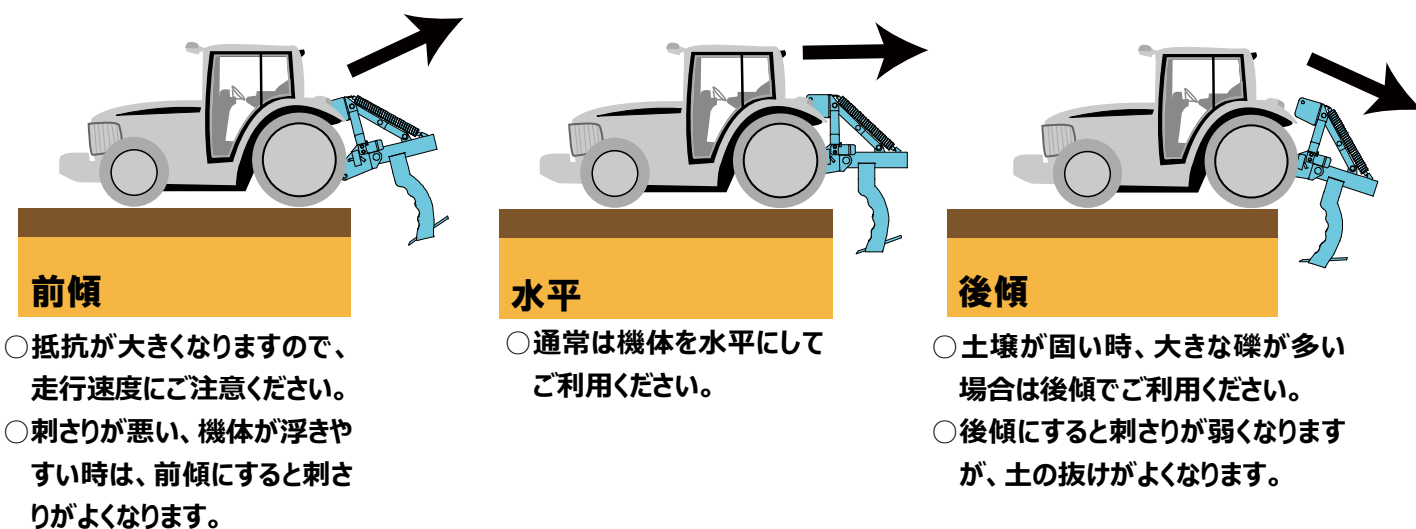 前傾
○抵抗が大きくなりますので、
走行速度にご注意ください。
○刺さりが悪い、機体が浮きや
すい時は、前傾にすると刺さ
りがよくなります。
水平
○通常は機体を水平にして
ご利用ください。
後傾
○土壌が固い時、大きな礫が多い
場合は後傾でご利用ください。
○後傾にすると刺さりが弱くなります
が、土の抜けがよくなります。